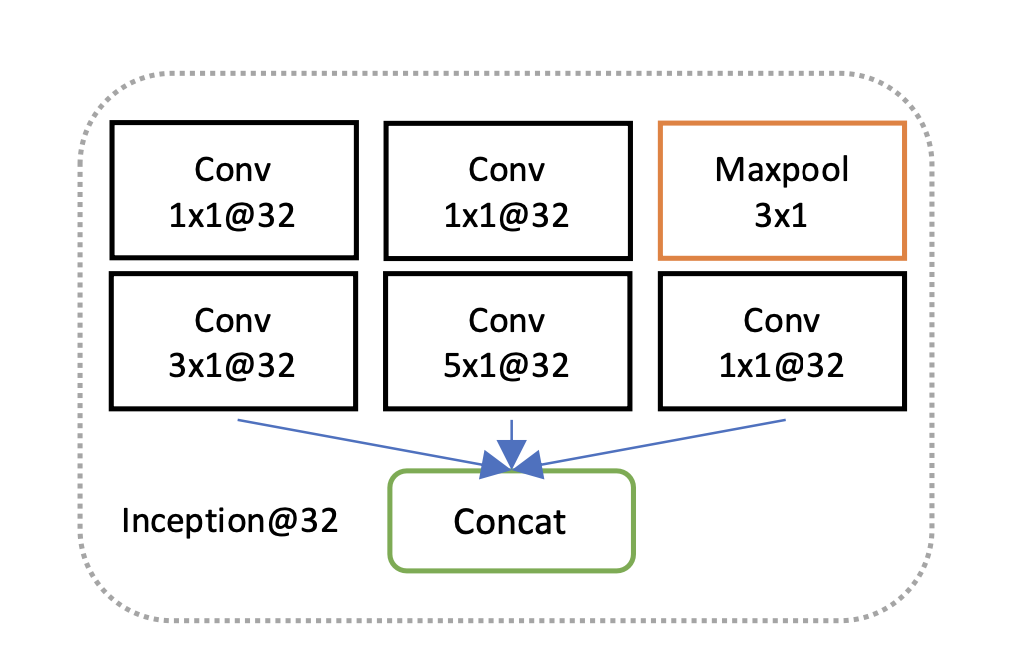 Conv
1x1@32
Conv
1x1@32
Maxpool
3x1
Conv
3x1@32
Conv
5x1@32
Conv
1x1@32
Inception@32
Concat